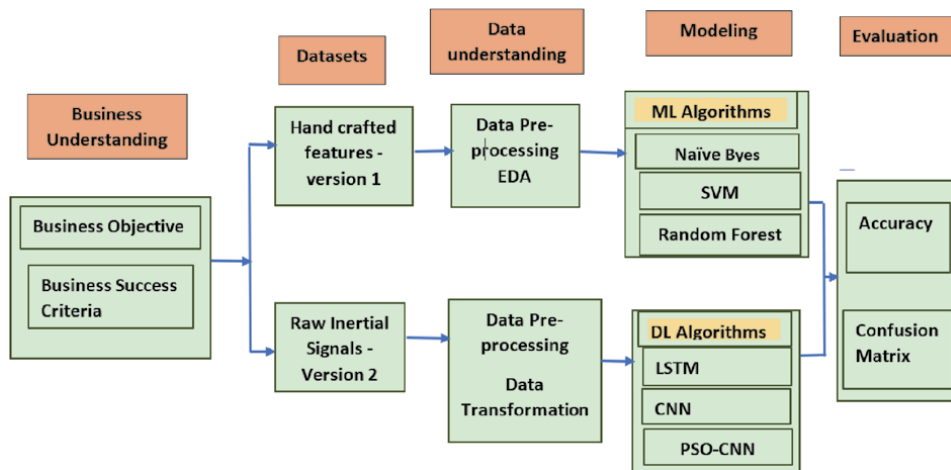 Business
Understanding
Datasets
Data
understanding
Modeling
Evaluation
Business Objective
Business Success
Criteria
Hand crafted
features -
version 1
Data Pre-
processing
EDA
ML Algorithms
Naïve Byes
SVM
Random Forest
Raw Inertial
Signals -
Version 2
Data Pre-
processing
Data
Transformation
DL Algorithms
LSTM
CNN
PSO-CNN
Accuracy
Confusion
Matrix